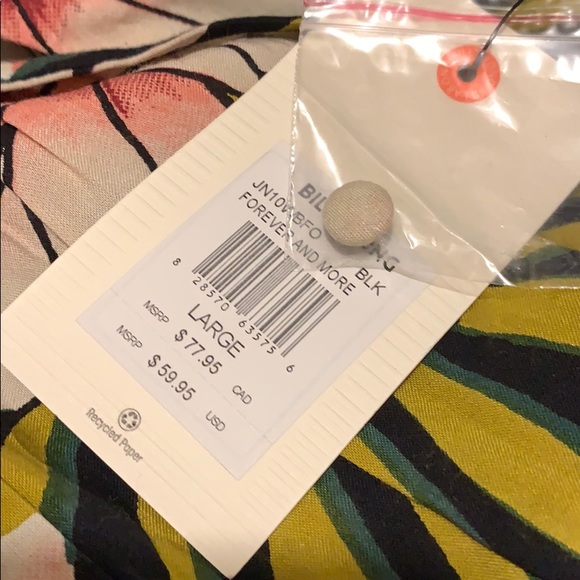 BIL
JN10 BFO BLK
FOREVER AND MORE
8 28570 63575 6
LARGE
MSRP $77.95 CAD
MSRP $59.95 USD
Recycled Paper